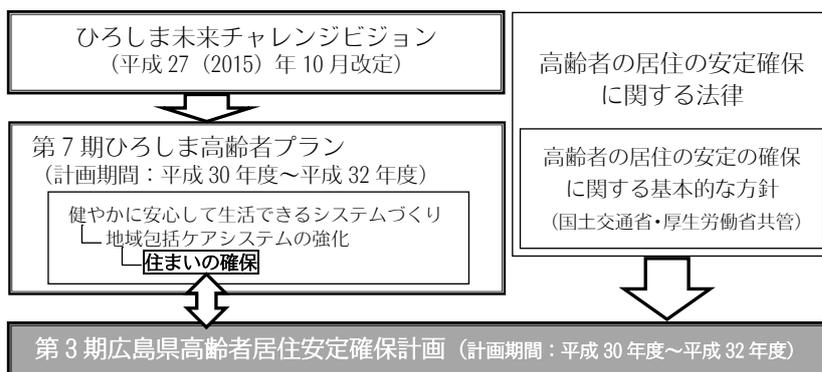 ひろしま未来チャレンジビジョン
(平成 27(2015)年 10 月改定)
第 7 期ひろしま高齢者プラン
(計画期間:平成 30 年度～平成 32 年度)
健やかに安心して生活できるシステムづくり
地域包括ケアシステムの強化
住まいの確保
高齢者の居住の安定確保
に関する法律
高齢者の居住の安定の確保
に関する基本的な方針
(国土交通省・厚生労働省共管)
第 3 期広島県高齢者居住安定確保計画(計画期間:平成 30 年度～平成 32 年度)